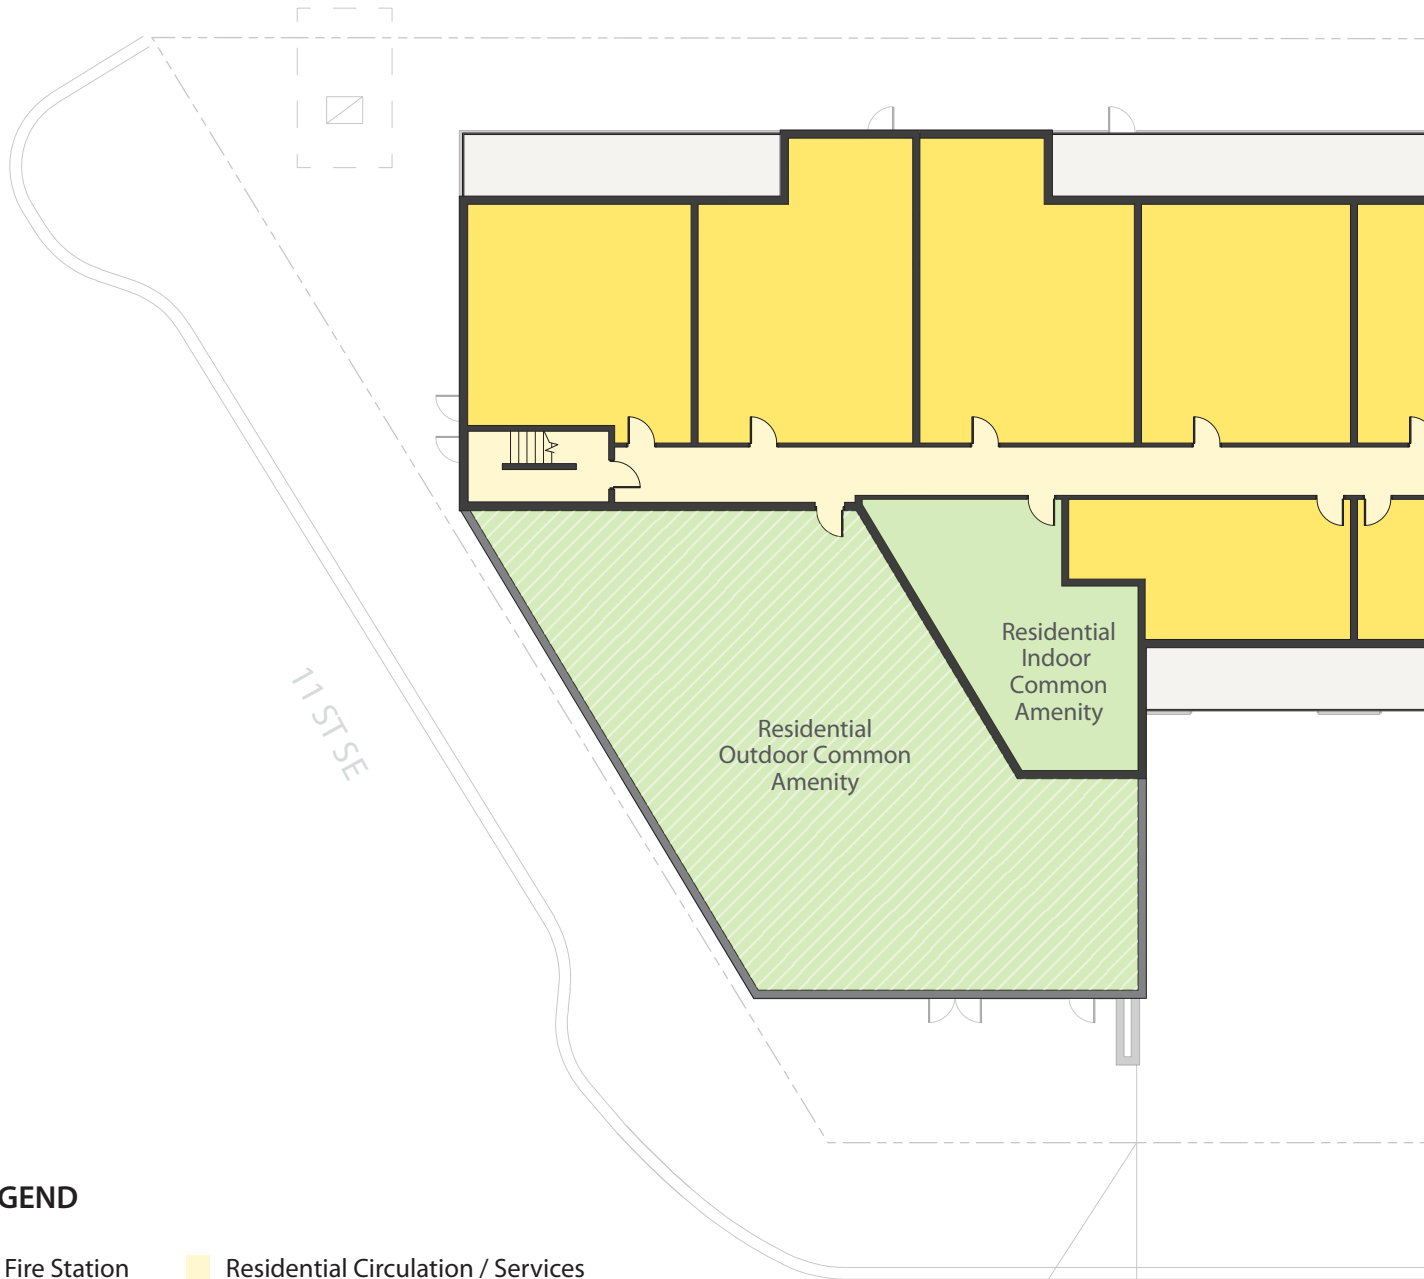 Residential
Indoor
Common
Amenity
Residential
Outdoor Common
Amenity
11 ST SE
GEND
Fire Station
Residential Circulation / Services